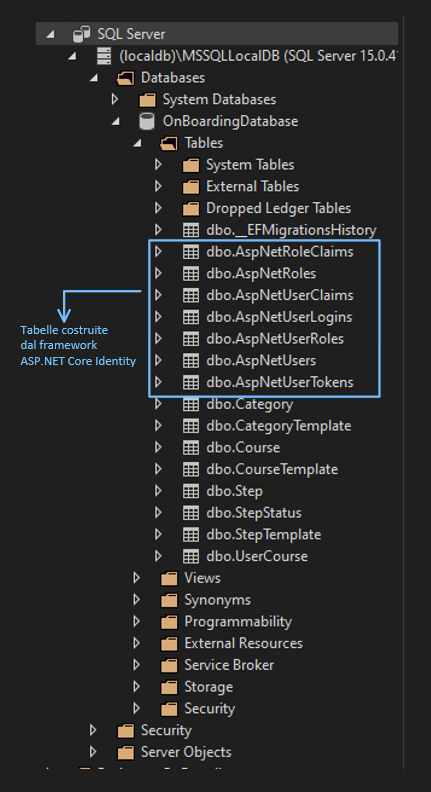 SQL Server
(localdb)\MSSQLLocalDB (SQL Server 15.0.41
Databases
System Databases
OnBoardingDatabase
Tables
System Tables
External Tables
Dropped Ledger Tables
dbo.__EFMigrationsHistory
dbo.AspNetRoleClaims
dbo.AspNetRoles
dbo.AspNetUserClaims
dbo.AspNetUserLogins
dbo.AspNetUserRoles
dbo.AspNetUsers
dbo.AspNetUserTokens
Tabelle costruite
dal framework
ASP.NET Core Identity
dbo.Category
dbo.CategoryTemplate
dbo.Course
dbo.CourseTemplate
dbo.Step
dbo.StepStatus
dbo.StepTemplate
dbo.UserCourse
Views
Synonyms
Programmability
External Resources
Service Broker
Storage
Security
Security
Server Objects